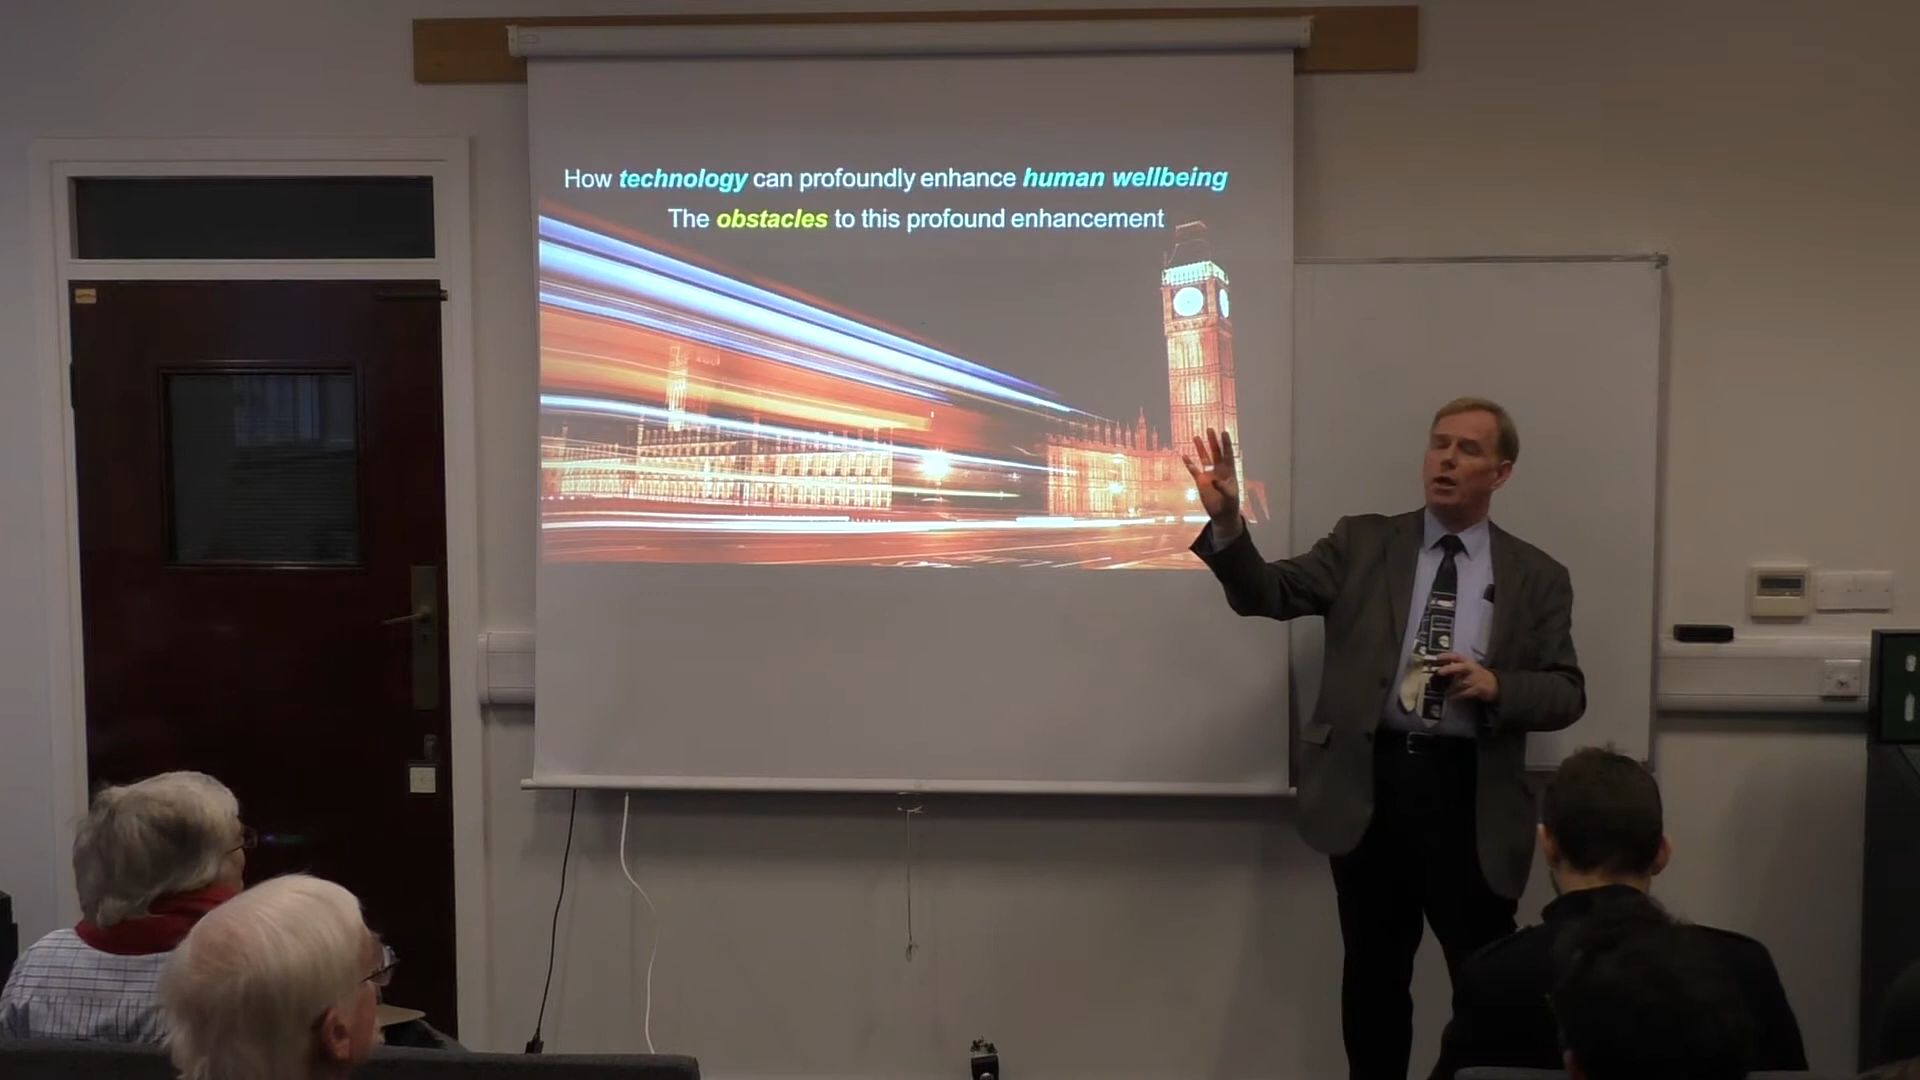 How technology can profoundly enhance human wellbeing
The obstacles to this profound enhancement